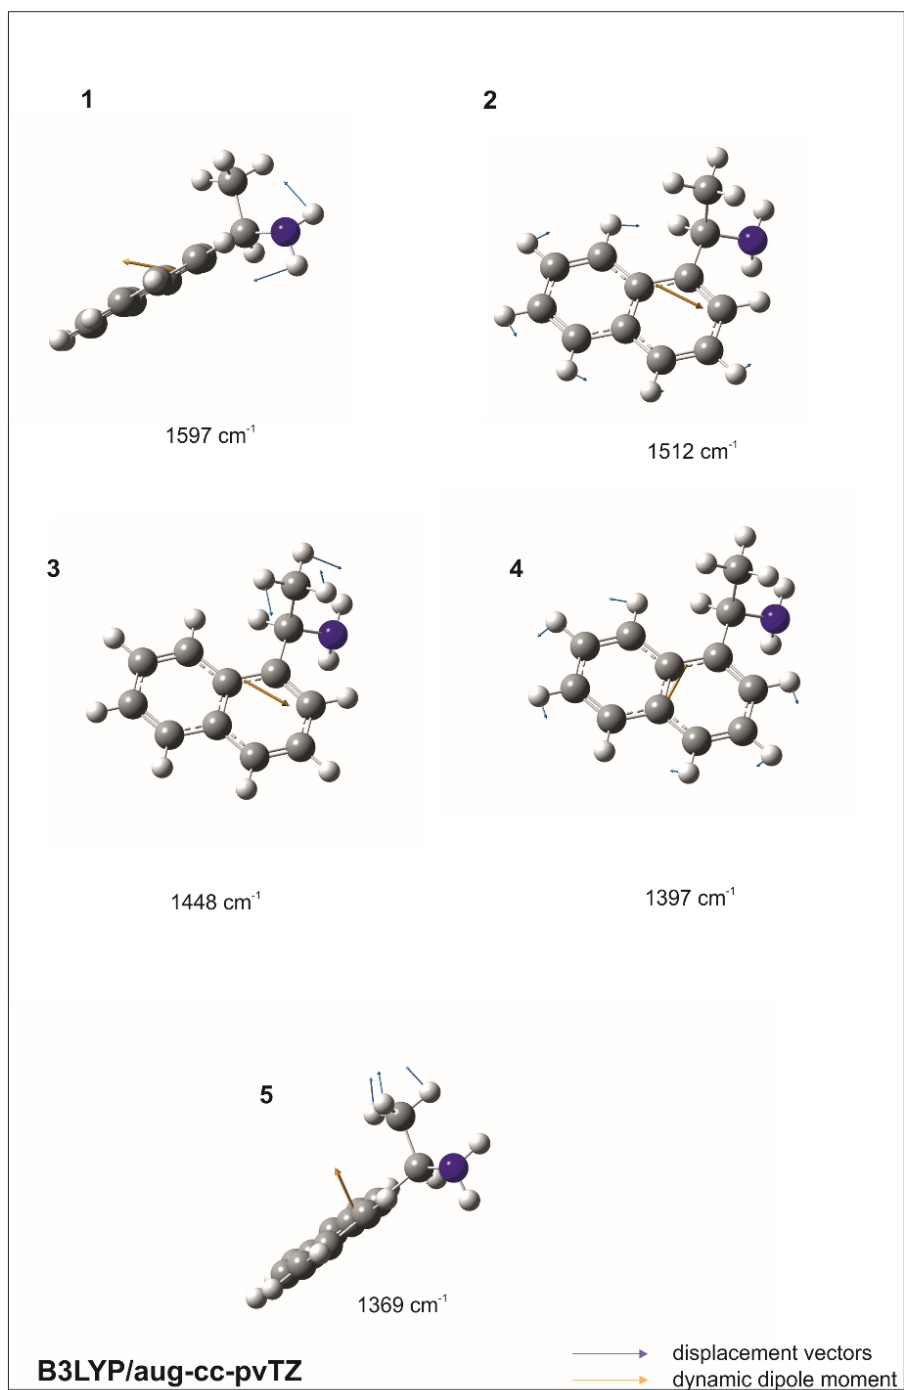 1
2
1597 cm⁻¹
1512 cm⁻¹
3
4
1448 cm⁻¹
1397 cm⁻¹
5
1369 cm⁻¹
B3LYP/aug-cc-pvTZ
displacement vectors
dynamic dipole moment